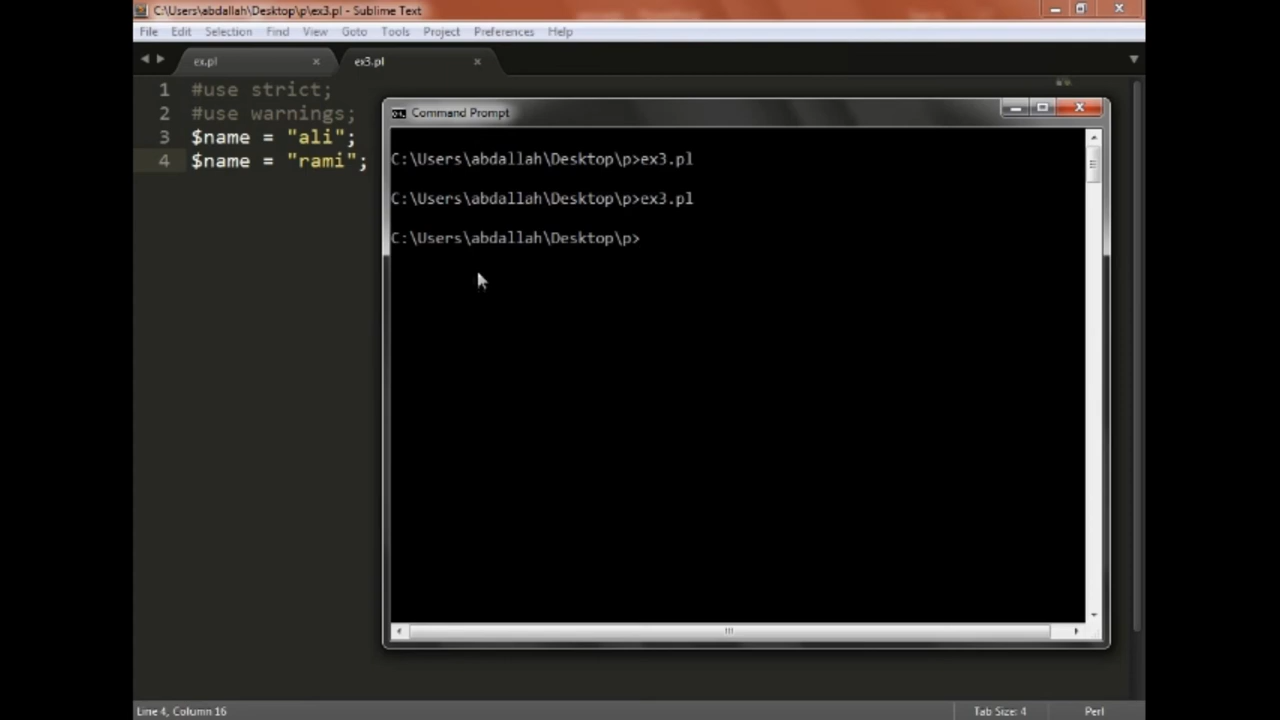 C:\Users\abdallah\Desktop\p\ex3.pl - Sublime Text
File Edit Selection Find View Goto Tools Project Preferences Help
ex.pl ex3.pl
1 #use strict;
2 #use warnings;
3 $name = "ali";
4 $name = "rami";
Command Prompt
C:\Users\abdallah\Desktop\p>ex3.pl
C:\Users\abdallah\Desktop\p>ex3.pl
C:\Users\abdallah\Desktop\p>
Line 4, Column 16 Tab Size: 4 Perl